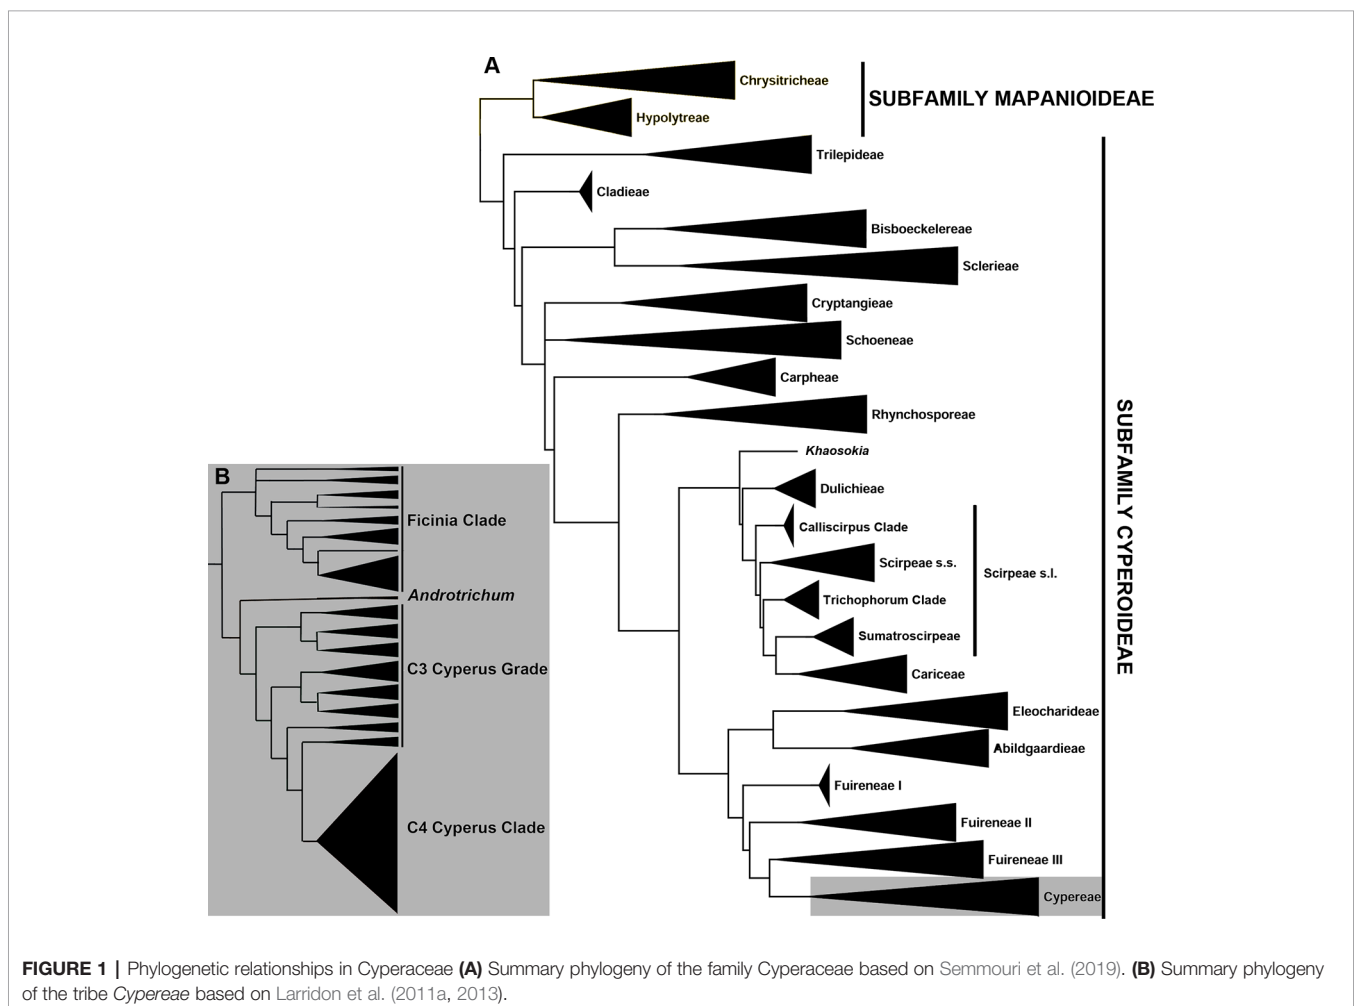 A
Chrysitricheae
Hypolytreae
SUBFAMILY MAPANIOIDEAE
Trilepideae
Cladieae
Bisboeckelereae
Sclerieae
Cryptangieae
Schoeneae
Carpheae
Rhynchosporeae
Khaosokia
Dulichieae
Calliscirpus Clade
Scirpeae s.s.
Scirpeae s.l.
Trichophorum Clade
Sumatroscirpeae
Cariceae
Eleocharideae
Abildgaardieae
Fuireneae I
Fuireneae II
Fuireneae III
Cypereae
SUBFAMILY CYPEROIDEAE
B
Ficinia Clade
Androtrichum
C3 Cyperus Grade
C4 Cyperus Clade
FIGURE 1 | Phylogenetic relationships in Cyperaceae (A) Summary phylogeny of the family Cyperaceae based on Semmouri et al. (2019). (B) Summary phylogeny
of the tribe Cypereae based on Larridon et al. (2011a, 2013).